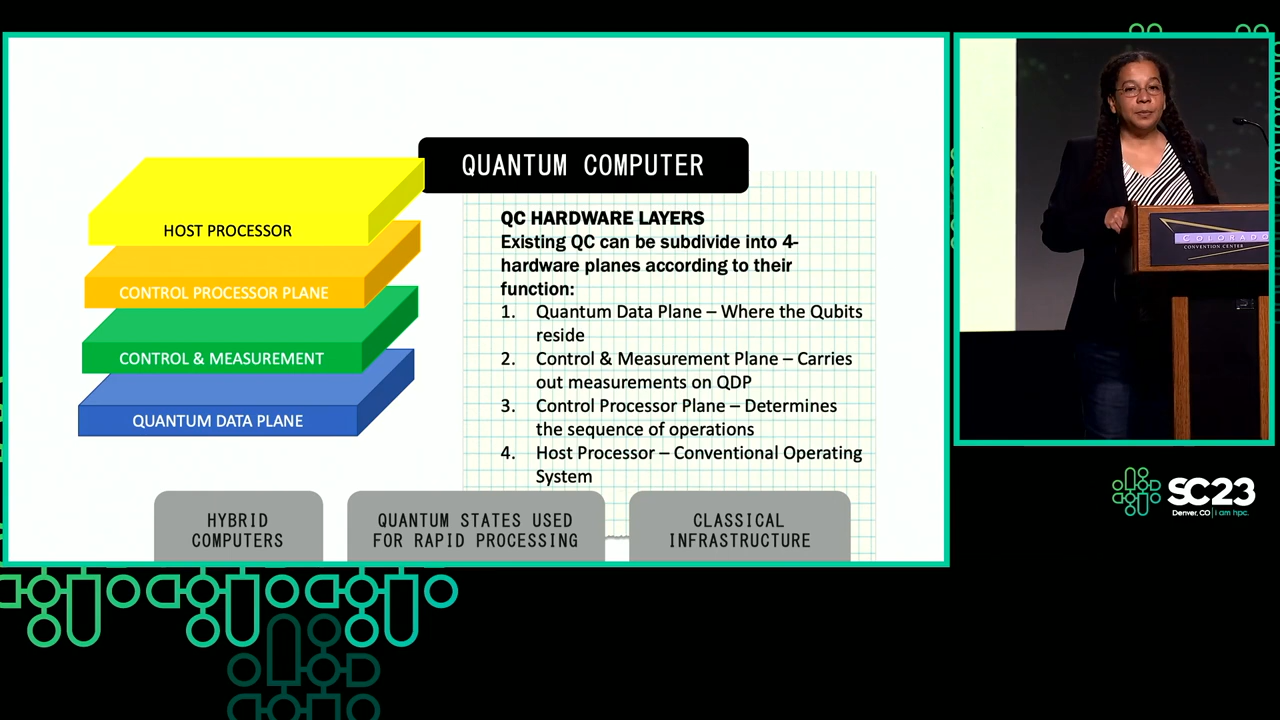 QUANTUM COMPUTER
HOST PROCESSOR
CONTROL PROCESSOR PLANE
CONTROL & MEASUREMENT
QUANTUM DATA PLANE
QC HARDWARE LAYERS
Existing QC can be subdivide into 4-
hardware planes according to their
function:
1. Quantum Data Plane – Where the Qubits
reside
2. Control & Measurement Plane – Carries
out measurements on QDP
3. Control Processor Plane – Determines
the sequence of operations
4. Host Processor – Conventional Operating
System
HYBRID
COMPUTERS
QUANTUM STATES USED
FOR RAPID PROCESSING
CLASSICAL
INFRASTRUCTURE
COLORADO
CONVENTION CENTER
SC23
Denver, CO | i am hpc.